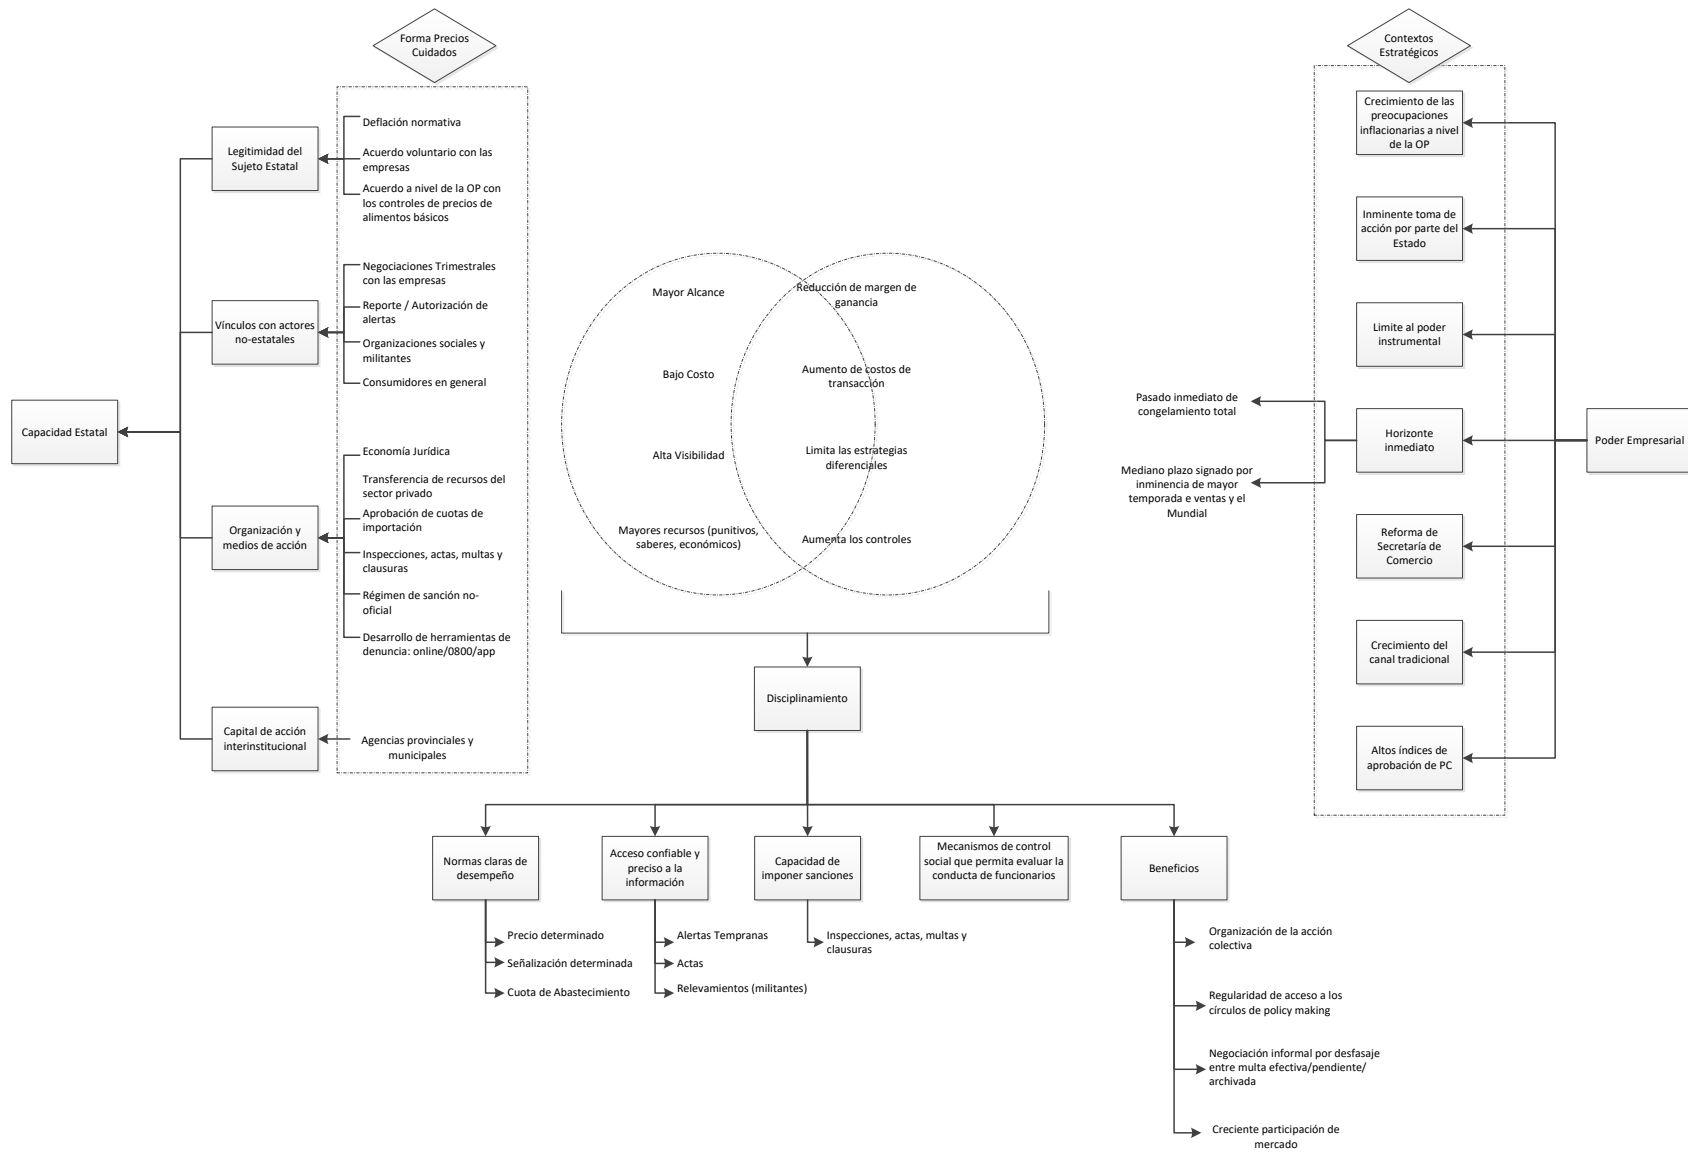 Forma Precios
Cuidados
Contextos
Estratégicos
Legitimidad del
Sujeto Estatal
Deflación normativa
Acuerdo voluntario con las
empresas
Acuerdo a nivel de la OP con
los controles de precios de
alimentos básicos
Vínculos con actores
no-estatales
Negociaciones Trimestrales
con las empresas
Reporte / Autorización de
alertas
Organizaciones sociales y
militantes
Consumidores en general
Capacidad Estatal
Organización y
medios de acción
Economía Jurídica
Transferencia de recursos del
sector privado
Aprobación de cuotas de
importación
Inspecciones, actas, multas y
clausuras
Régimen de sanción no-
oficial
Desarrollo de herramientas de
denuncia: online/0800/app
Capital de acción
interinstitucional
Agencias provinciales y
municipales
Mayor Alcance
Bajo Costo
Alta Visibilidad
Mayores recursos (punitivos,
saberes, económicos)
Reducción de margen de
ganancia
Aumento de costos de
transacción
Limita las estrategias
diferenciales
Aumenta los controles
Crecimiento de las
preocupaciones
inflacionarias a nivel
de la OP
Inminente toma de
acción por parte del
Estado
Limite al poder
instrumental
Pasado inmediato de
congelamiento total
Mediano plazo signado por
inminencia de mayor
temporada e ventas y el
Mundial
Horizonte
inmediato
Poder Empresarial
Reforma de
Secretaría de
Comercio
Crecimiento del
canal tradicional
Altos índices de
aprobación de PC
Disciplinamiento
Normas claras de
desempeño
Precio determinado
Señalización determinada
Cuota de Abastecimiento
Acceso confiable y
preciso a la
información
Alertas Tempranas
Actas
Relevamientos (militantes)
Capacidad de
imponer sanciones
Inspecciones, actas, multas y
clausuras
Mecanismos de control
social que permita evaluar la
conducta de funcionarios
Beneficios
Organización de la acción
colectiva
Regularidad de acceso a los
círculos de policy making
Negociación informal por desfasaje
entre multa efectiva/pendiente/
archivada
Creciente participación de
mercado